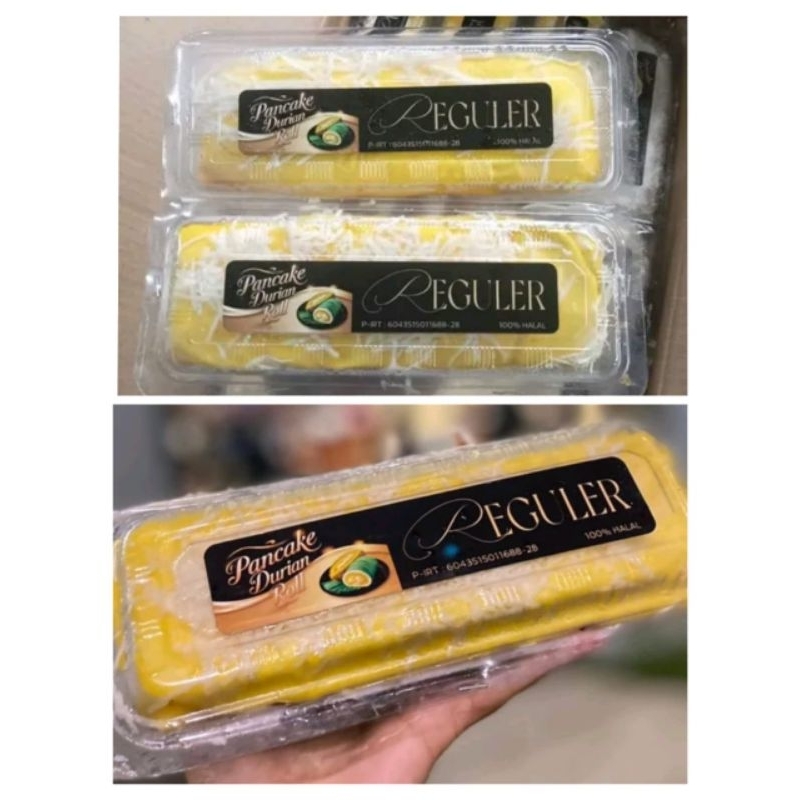 Pancake
Durian
Roll
REGULER
P-IRT : 6043515011688-28
100% HALAL
Pancake
Durian
Roll
REGULER
P-IRT : 6043515011688-28
100% HALAL
Pancake
Durian
Roll
REGULER
P-IRT : 6043515011688-28
100% HALAL